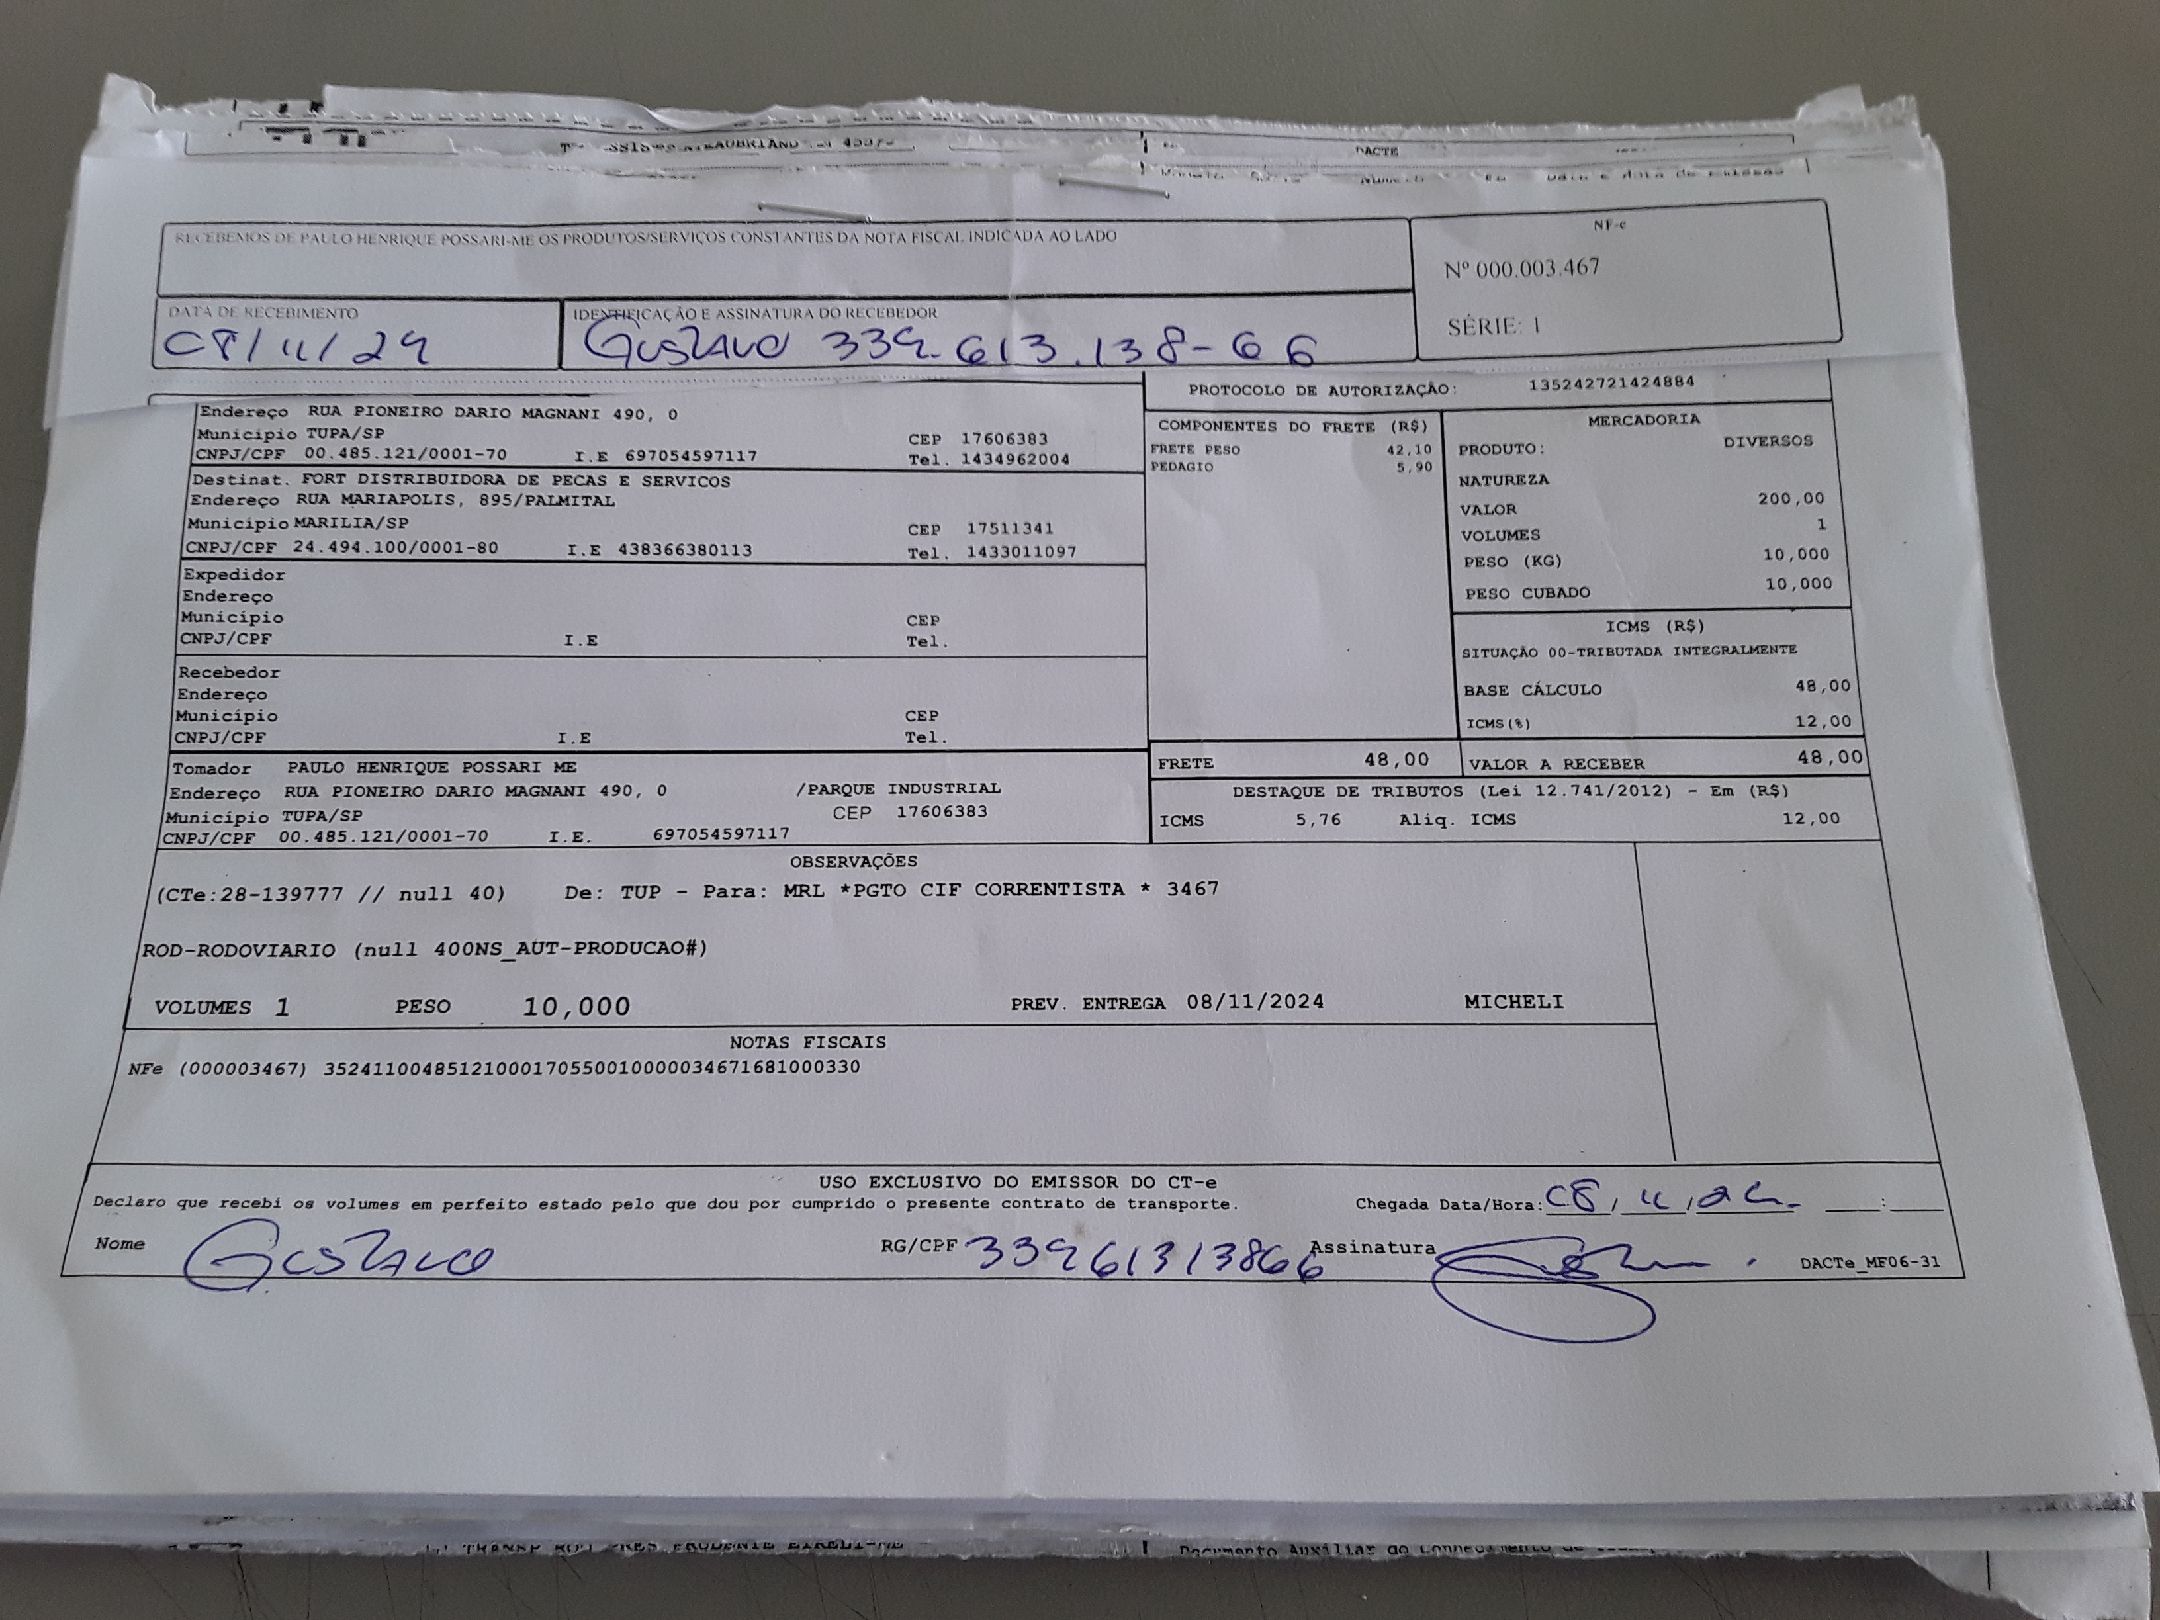 DACTE
RECEBEMOS DE PAULO HENRIQUE POSSARI-ME OS PRODUTOS/SERVIÇOS CONSTANTES DA NOTA FISCAL INDICADA AO LADO
NF-e
Nº 000.003.467
SÉRIE: 1
DATA DE RECEBIMENTO
08/11/24
IDENTIFICAÇÃO E ASSINATURA DO RECEBEDOR
Gustavo 339.613.138-66
PROTOCOLO DE AUTORIZAÇÃO: 135242721424884
Endereço RUA PIONEIRO DARIO MAGNANI 490, 0
Município TUPA/SP CEP 17606383
CNPJ/CPF 00.485.121/0001-70 I.E 697054597117 Tel. 1434962004
Destinat. FORT DISTRIBUIDORA DE PECAS E SERVICOS
Endereço RUA MARIAPOLIS, 895/PALMITAL
Município MARILIA/SP CEP 17511341
CNPJ/CPF 24.494.100/0001-80 I.E 438366380113 Tel. 1433011097
Expedidor
Endereço
Município CEP
CNPJ/CPF I.E Tel.
Recebedor
Endereço
Município CEP
CNPJ/CPF I.E Tel.
Tomador PAULO HENRIQUE POSSARI ME
Endereço RUA PIONEIRO DARIO MAGNANI 490, 0 /PARQUE INDUSTRIAL
Município TUPA/SP CEP 17606383
CNPJ/CPF 00.485.121/0001-70 I.E. 697054597117
COMPONENTES DO FRETE (R$)
FRETE PESO 42,10
PEDAGIO 5,90
MERCADORIA
PRODUTO: DIVERSOS
NATUREZA
VALOR 200,00
VOLUMES 1
PESO (KG) 10,000
PESO CUBADO 10,000
ICMS (R$)
SITUAÇÃO 00-TRIBUTADA INTEGRALMENTE
BASE CÁLCULO 48,00
ICMS(%) 12,00
FRETE 48,00 VALOR A RECEBER 48,00
DESTAQUE DE TRIBUTOS (Lei 12.741/2012) - Em (R$)
ICMS 5,76 Aliq. ICMS 12,00
OBSERVAÇÕES
(CTe:28-139777 // null 40) De: TUP - Para: MRL *PGTO CIF CORRENTISTA * 3467
ROD-RODOVIARIO (null 400NS_AUT-PRODUCAO#)
VOLUMES 1 PESO 10,000 PREV. ENTREGA 08/11/2024 MICHELI
NOTAS FISCAIS
NFe (000003467) 35241100485121000170550010000034671681000330
USO EXCLUSIVO DO EMISSOR DO CT-e
Declaro que recebi os volumes em perfeito estado pelo que dou por cumprido o presente contrato de transporte. Chegada Data/Hora: 08/11/24 ____:____
Nome Gustavo RG/CPF 33961313866 Assinatura DACTe_MF06-31